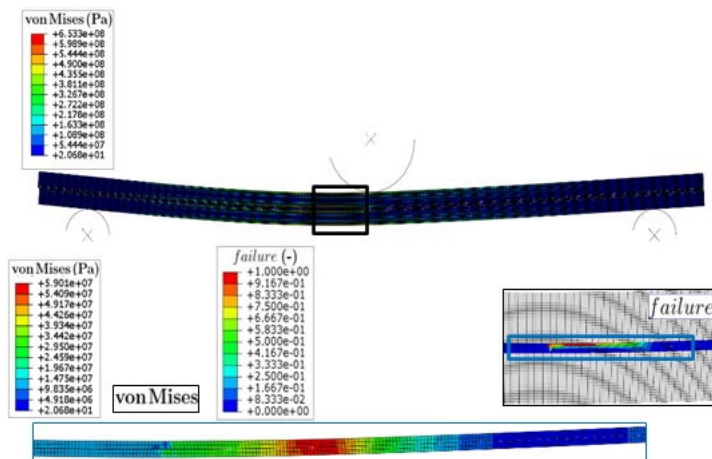 von Mises (Pa)
+6.533e+08
+5.989e+08
+5.444e+08
+4.900e+08
+4.355e+08
+3.811e+08
+3.267e+08
+2.722e+08
+2.178e+08
+1.633e+08
+1.089e+08
+5.444e+07
+2.068e+01
von Mises (Pa)
+5.901e+07
+5.409e+07
+4.917e+07
+4.426e+07
+3.934e+07
+3.442e+07
+2.950e+07
+2.459e+07
+1.967e+07
+1.475e+07
+9.835e+06
+4.918e+06
+2.068e+01
failure (-)
+1.000e+00
+9.167e-01
+8.333e-01
+7.500e-01
+6.667e-01
+5.833e-01
+5.000e-01
+4.167e-01
+3.333e-01
+2.500e-01
+1.667e-01
+8.333e-02
+0.000e+00
failure
von Mises